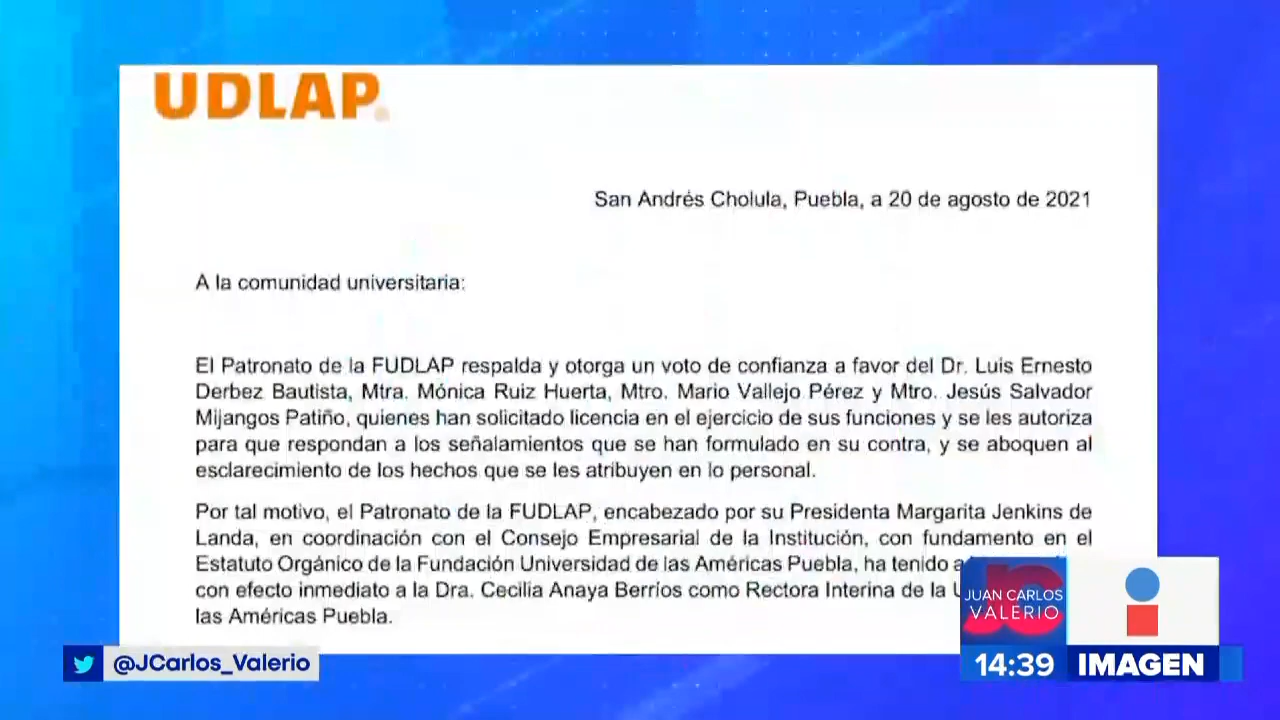 UDLAP
San Andrés Cholula, Puebla, a 20 de agosto de 2021
A la comunidad universitaria:
El Patronato de la FUDLAP respalda y otorga un voto de confianza a favor del Dr. Luis Ernesto
Derbez Bautista, Mtra. Mónica Ruiz Huerta, Mtro. Mario Vallejo Pérez y Mtro. Jesús Salvador
Mijangos Patiño, quienes han solicitado licencia en el ejercicio de sus funciones y se les autoriza
para que respondan a los señalamientos que se han formulado en su contra, y se aboquen al
esclarecimiento de los hechos que se les atribuyen en lo personal.
Por tal motivo, el Patronato de la FUDLAP, encabezado por su Presidenta Margarita Jenkins de
Landa, en coordinación con el Consejo Empresarial de la Institución, con fundamento en el
Estatuto Orgánico de la Fundación Universidad de las Américas Puebla, ha tenido a
con efecto inmediato a la Dra. Cecilia Anaya Berríos como Rectora Interina de la
las Américas Puebla.
JC
JUAN CARLOS
VALERIO
@JCarlos_Valerio
14:39 IMAGEN